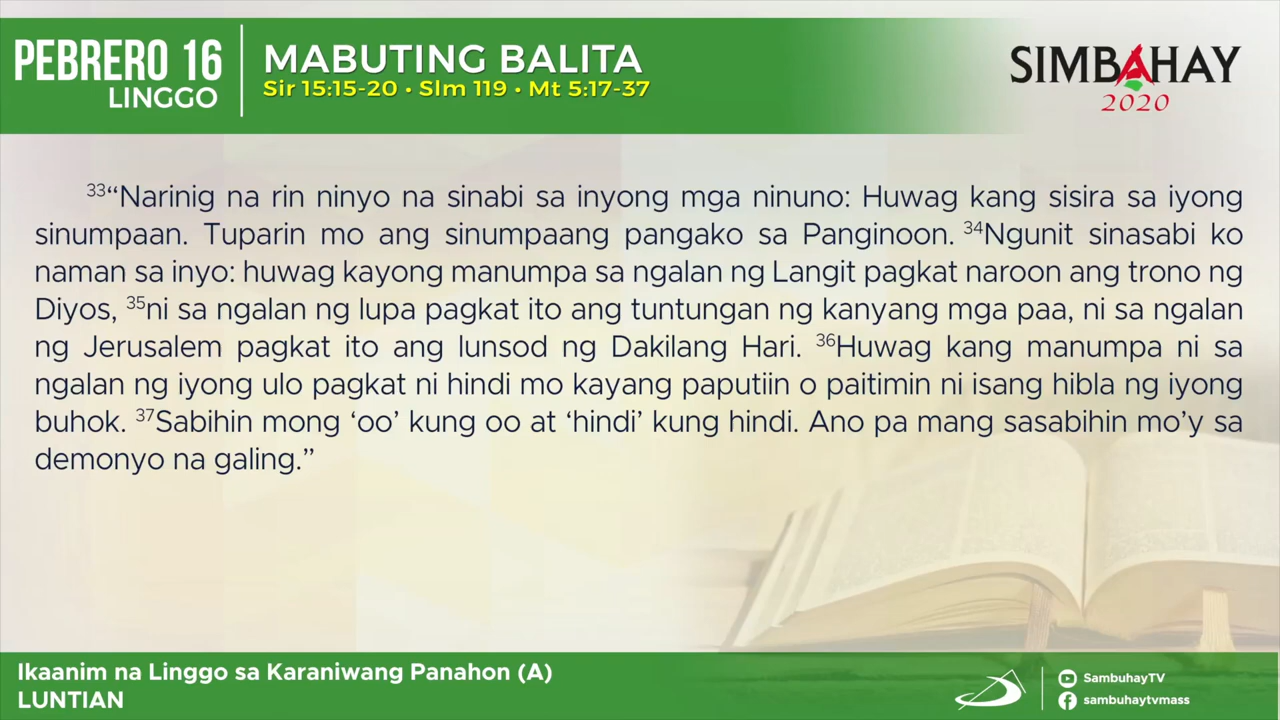 PEBRERO 16
LINGGO
MABUTING BALITA
Sir 15:15-20 • Slm 119 • Mt 5:17-37
SIMBAHAY
2020
³³“Narinig na rin ninyo na sinabi sa inyong mga ninuno: Huwag kang sisira sa iyong
sinumpaan. Tuparin mo ang sinumpaang pangako sa Panginoon. ³⁴Ngunit sinasabi ko
naman sa inyo: huwag kayong manumpa sa ngalan ng Langit pagkat naroon ang trono ng
Diyos, ³⁵ni sa ngalan ng lupa pagkat ito ang tuntungan ng kanyang mga paa, ni sa ngalan
ng Jerusalem pagkat ito ang lunsod ng Dakilang Hari. ³⁶Huwag kang manumpa ni sa
ngalan ng iyong ulo pagkat ni hindi mo kayang paputiin o paitimin ni isang hibla ng iyong
buhok. ³⁷Sabihin mong ‘oo’ kung oo at ‘hindi’ kung hindi. Ano pa mang sasabihin mo’y sa
demonyo na galing.”
Ikaanim na Linggo sa Karaniwang Panahon (A)
LUNTIAN
SambuhayTV
sambuhaytvmass